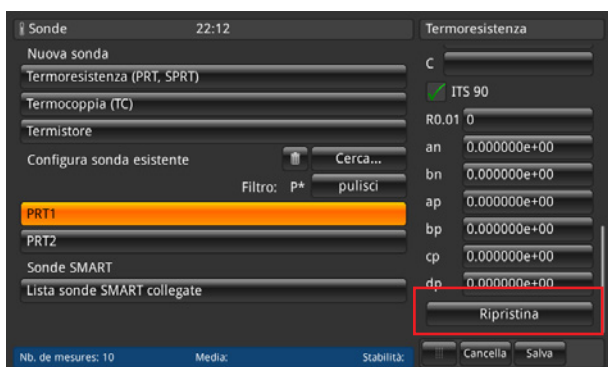 Sonde 22:12
Nuova sonda
Termoresistenza (PRT, SPRT)
Termocoppia (TC)
Termistore
Configura sonda esistente Cerca...
Filtro: P* pulisci
PRT1
PRT2
Sonde SMART
Lista sonde SMART collegate
Nb. de mesures: 10 Media: Stabilità:
Termoresistenza
C
ITS 90
R0.01 0
an 0.000000e+00
bn 0.000000e+00
ap 0.000000e+00
bp 0.000000e+00
cp 0.000000e+00
dp 0.000000e+00
Ripristina
Cancella Salva